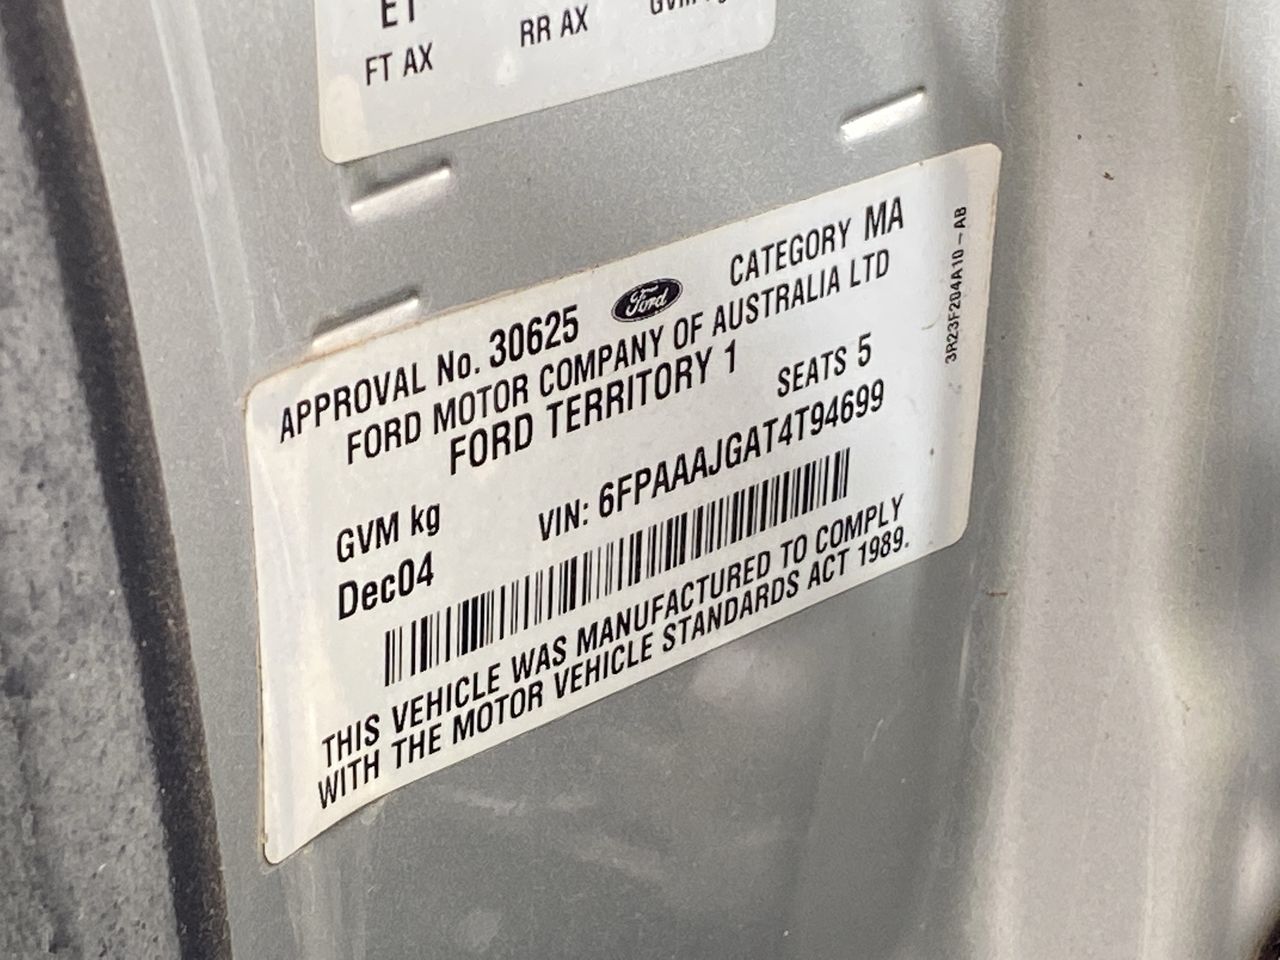 ET
FT AX
RR AX
APPROVAL No. 30625
Ford
CATEGORY MA
FORD MOTOR COMPANY OF AUSTRALIA LTD
FORD TERRITORY 1
SEATS 5
GVM kg
VIN: 6FPAAAJGAT4T94699
Dec04
THIS VEHICLE WAS MANUFACTURED TO COMPLY
WITH THE MOTOR VEHICLE STANDARDS ACT 1989.
3R23F204A10-AB